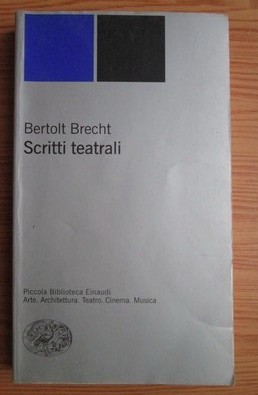 Bertolt Brecht
Scritti teatrali
Piccola Biblioteca Einaudi
Arte. Architettura. Teatro. Cinema. Musica